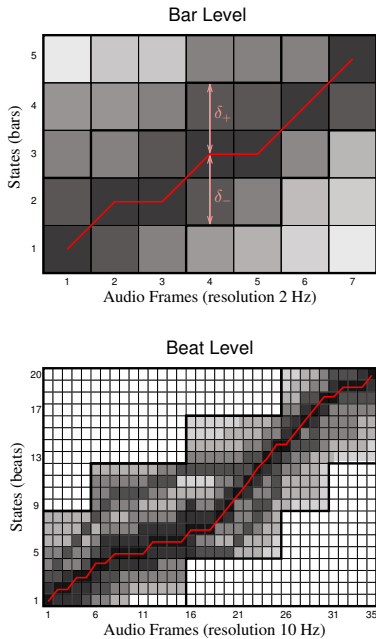 Bar Level
5
4
3
2
1
States (bars)
δ+
δ−
1 2 3 4 5 6 7
Audio Frames (resolution 2 Hz)
Beat Level
20
17
13
9
5
1
States (beats)
1 6 11 16 21 26 31 35
Audio Frames (resolution 10 Hz)